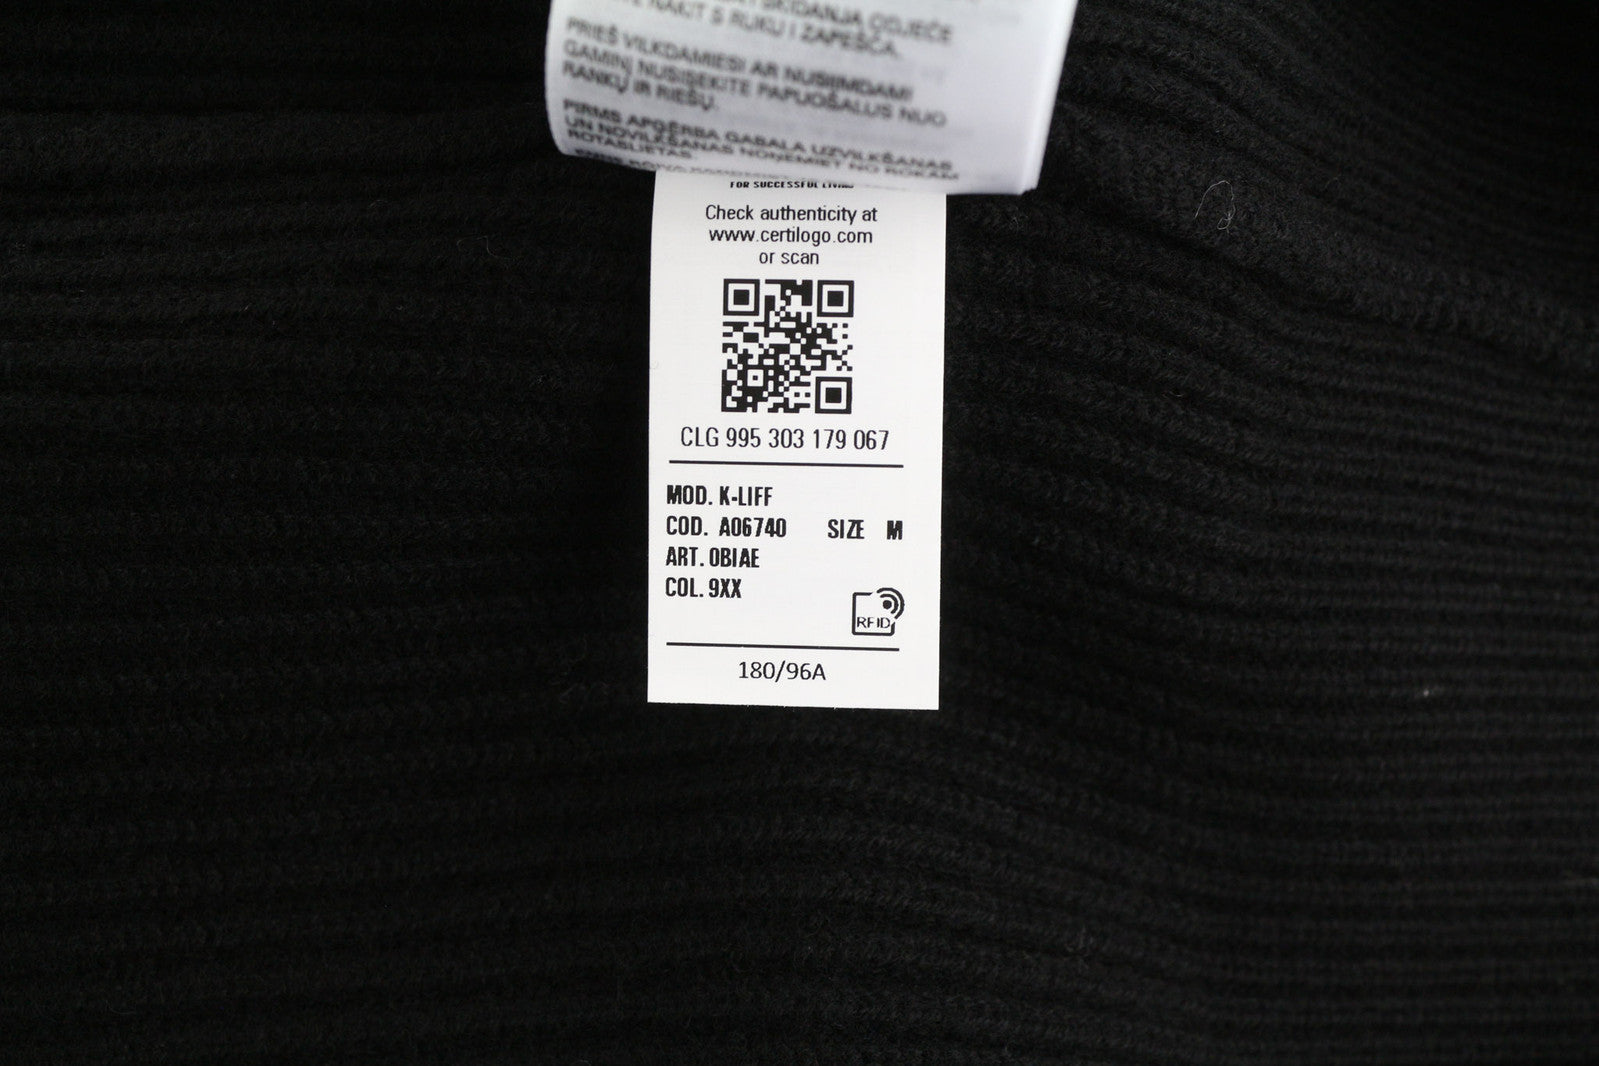 SKIDANJA ODJEĆE
NAKIT S RUKU I ZAPEŠĆA.
PRIEŠ VILKDAMIESI AR NUSIIMDAMI
GAMINĮ NUSISEKITE PAPUOŠALUS NUO
RANKŲ IR RIEŠŲ.
PIRMS APĢĒRBA GABALA UZVILKŠANAS
UN NOVILKŠANAS NOŅEMIET NO ROKĀM
ROTASLIETAS
FOR SUCCESSFUL LIVING
Check authenticity at
www.certilogo.com
or scan
CLG 995 303 179 067
MOD. K-LIFF
COD. A06740 SIZE M
ART. 0BIAE
COL. 9XX
RFID
180/96A